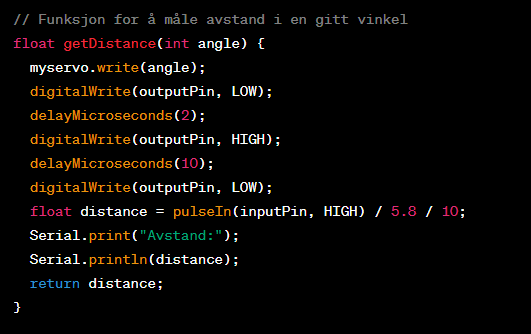 // Funksjon for å måle avstand i en gitt vinkel
float getDistance(int angle) {
  myservo.write(angle);
  digitalWrite(outputPin, LOW);
  delayMicroseconds(2);
  digitalWrite(outputPin, HIGH);
  delayMicroseconds(10);
  digitalWrite(outputPin, LOW);
  float distance = pulseIn(inputPin, HIGH) / 5.8 / 10;
  Serial.print("Avstand:");
  Serial.println(distance);
  return distance;
}